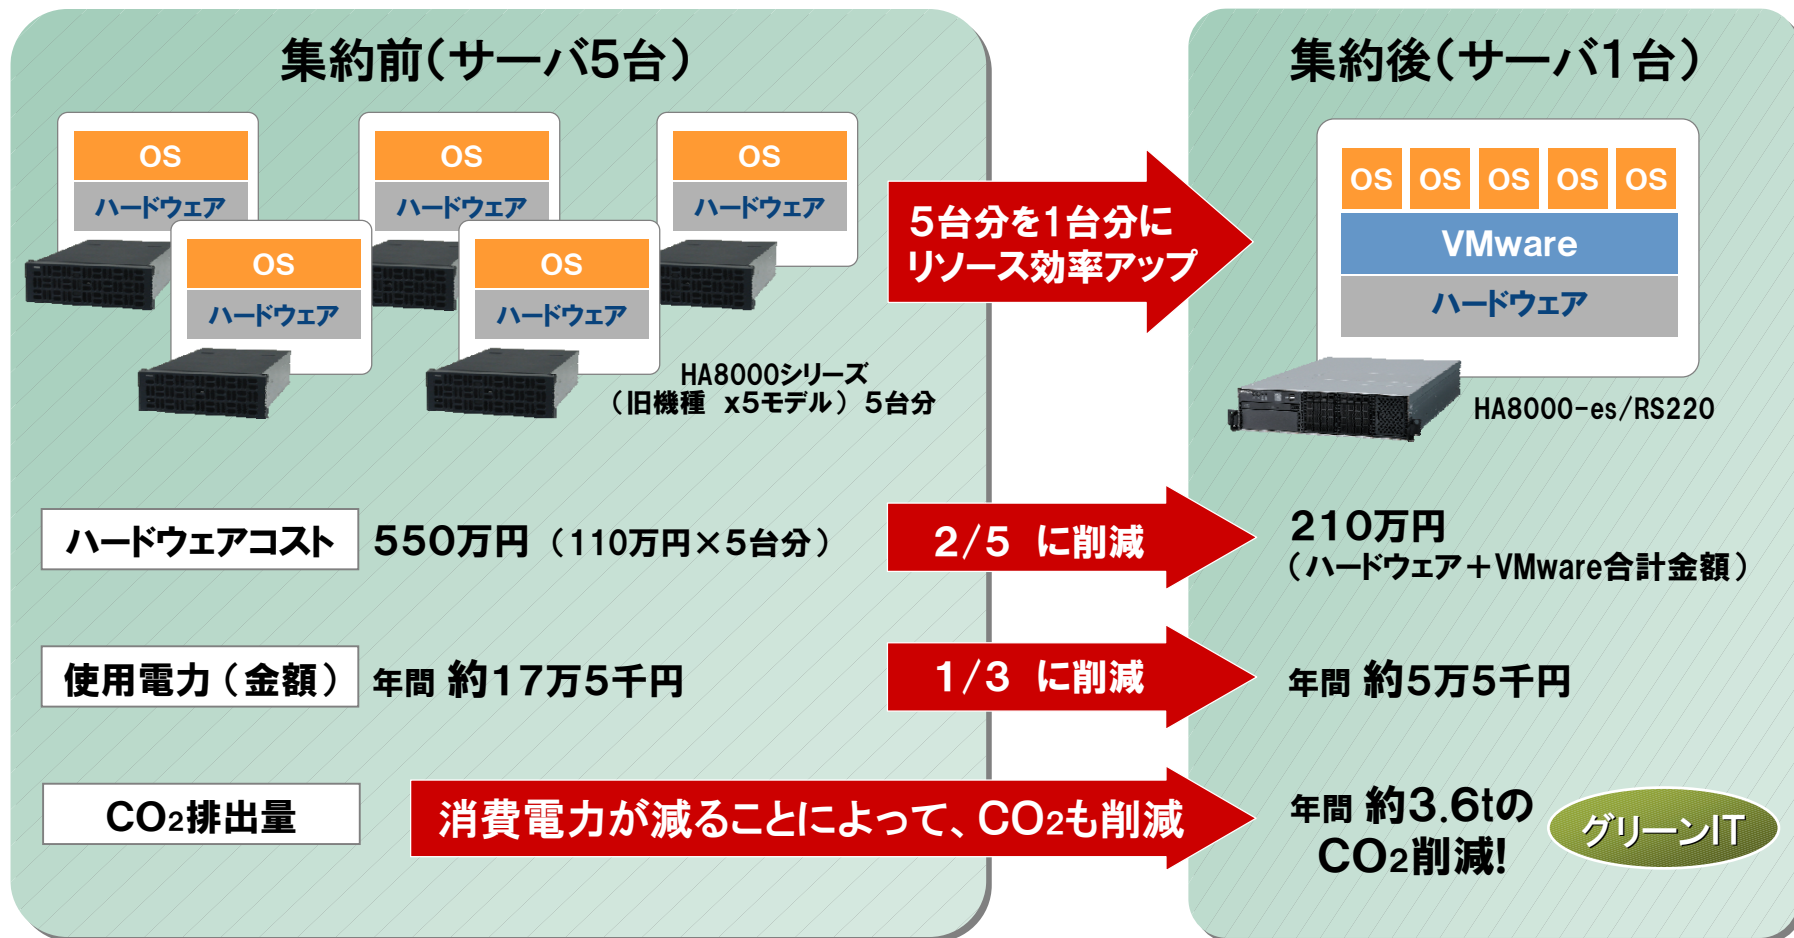 集約前（サーバ5台）
OS
ハードウェア
OS
ハードウェア
OS
ハードウェア
OS
ハードウェア
OS
ハードウェア
HA8000シリーズ
（旧機種 x5モデル）5台分
5台分を1台分に
リソース効率アップ
集約後（サーバ1台）
OS OS OS OS OS
VMware
ハードウェア
HA8000-es/RS220
ハードウェアコスト
550万円（110万円×5台分）
2/5 に削減
210万円
（ハードウェア＋VMware合計金額）
使用電力（金額）
年間 約17万5千円
1/3 に削減
年間 約5万5千円
CO2排出量
消費電力が減ることによって、CO2も削減
年間 約3.6tの
CO2削減!
グリーンIT